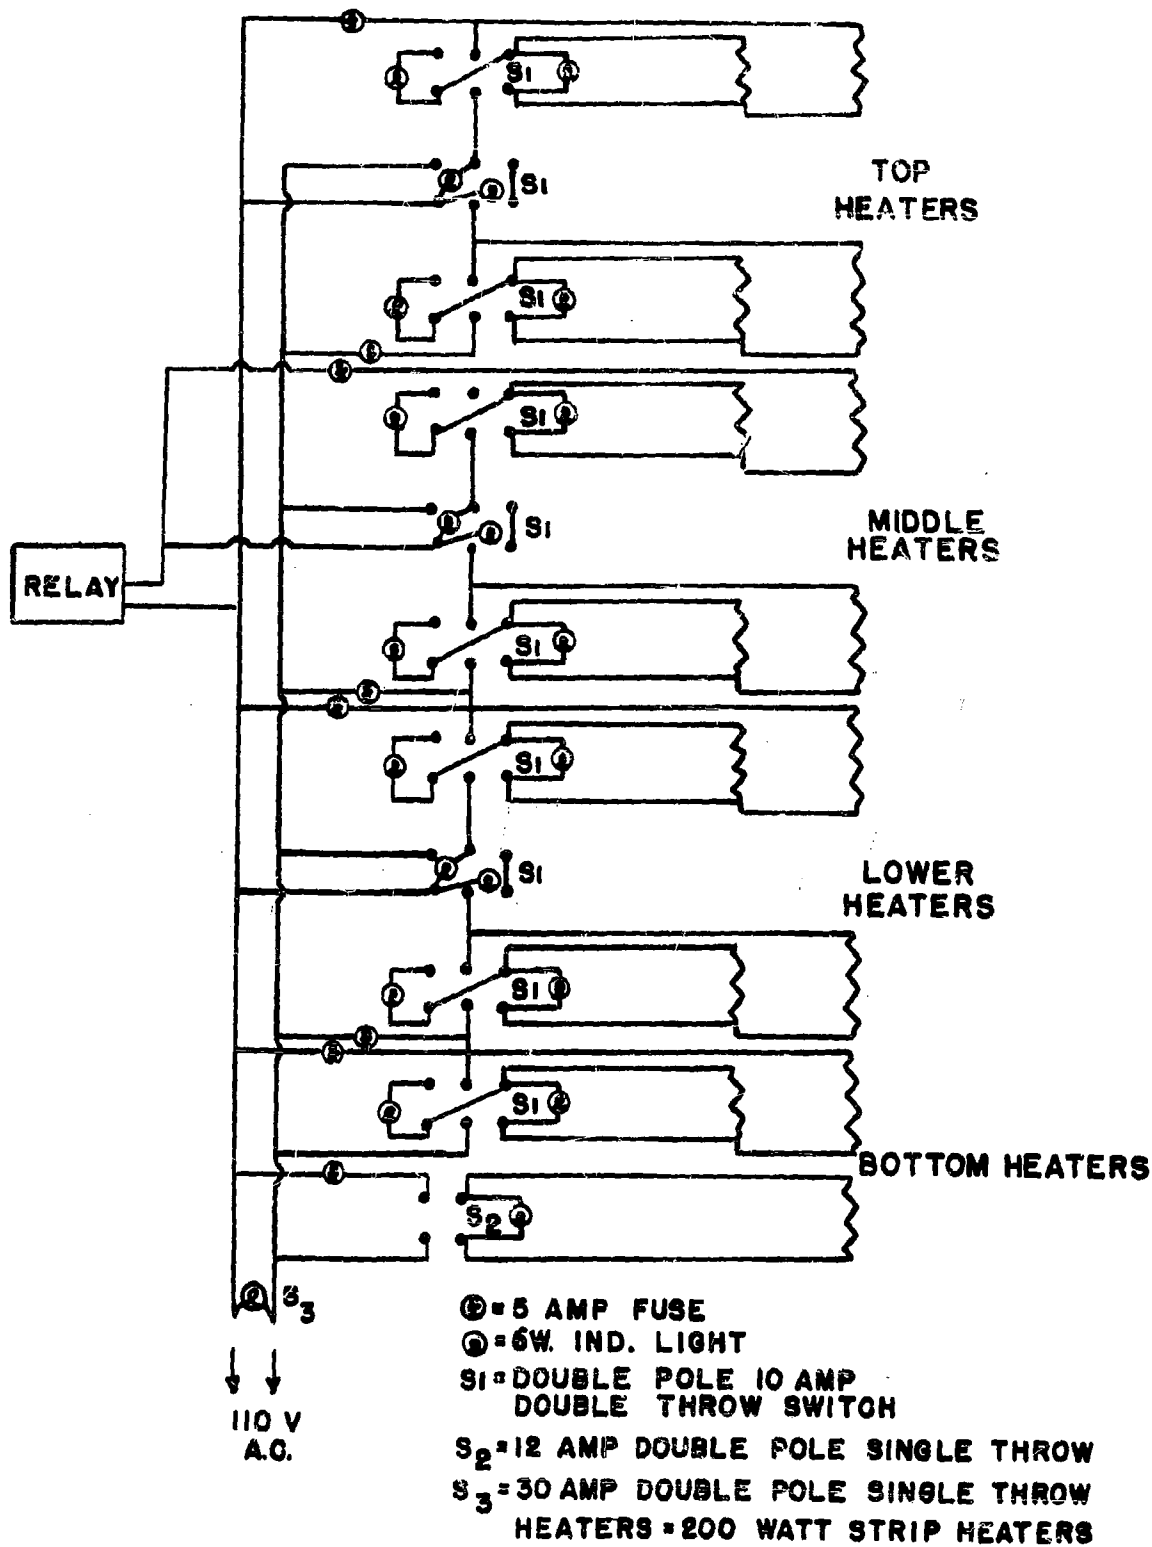 S1
S1
TOP
HEATERS
S1
S1
S1
MIDDLE
HEATERS
RELAY
S1
S1
S1
LOWER
HEATERS
S1
S1
BOTTOM HEATERS
S2
S3
=5 AMP FUSE
=6W. IND. LIGHT
S1=DOUBLE POLE 10 AMP
DOUBLE THROW SWITCH
S2=12 AMP DOUBLE POLE SINGLE THROW
S3=30 AMP DOUBLE POLE SINGLE THROW
HEATERS=200 WATT STRIP HEATERS
110 V
A.C.